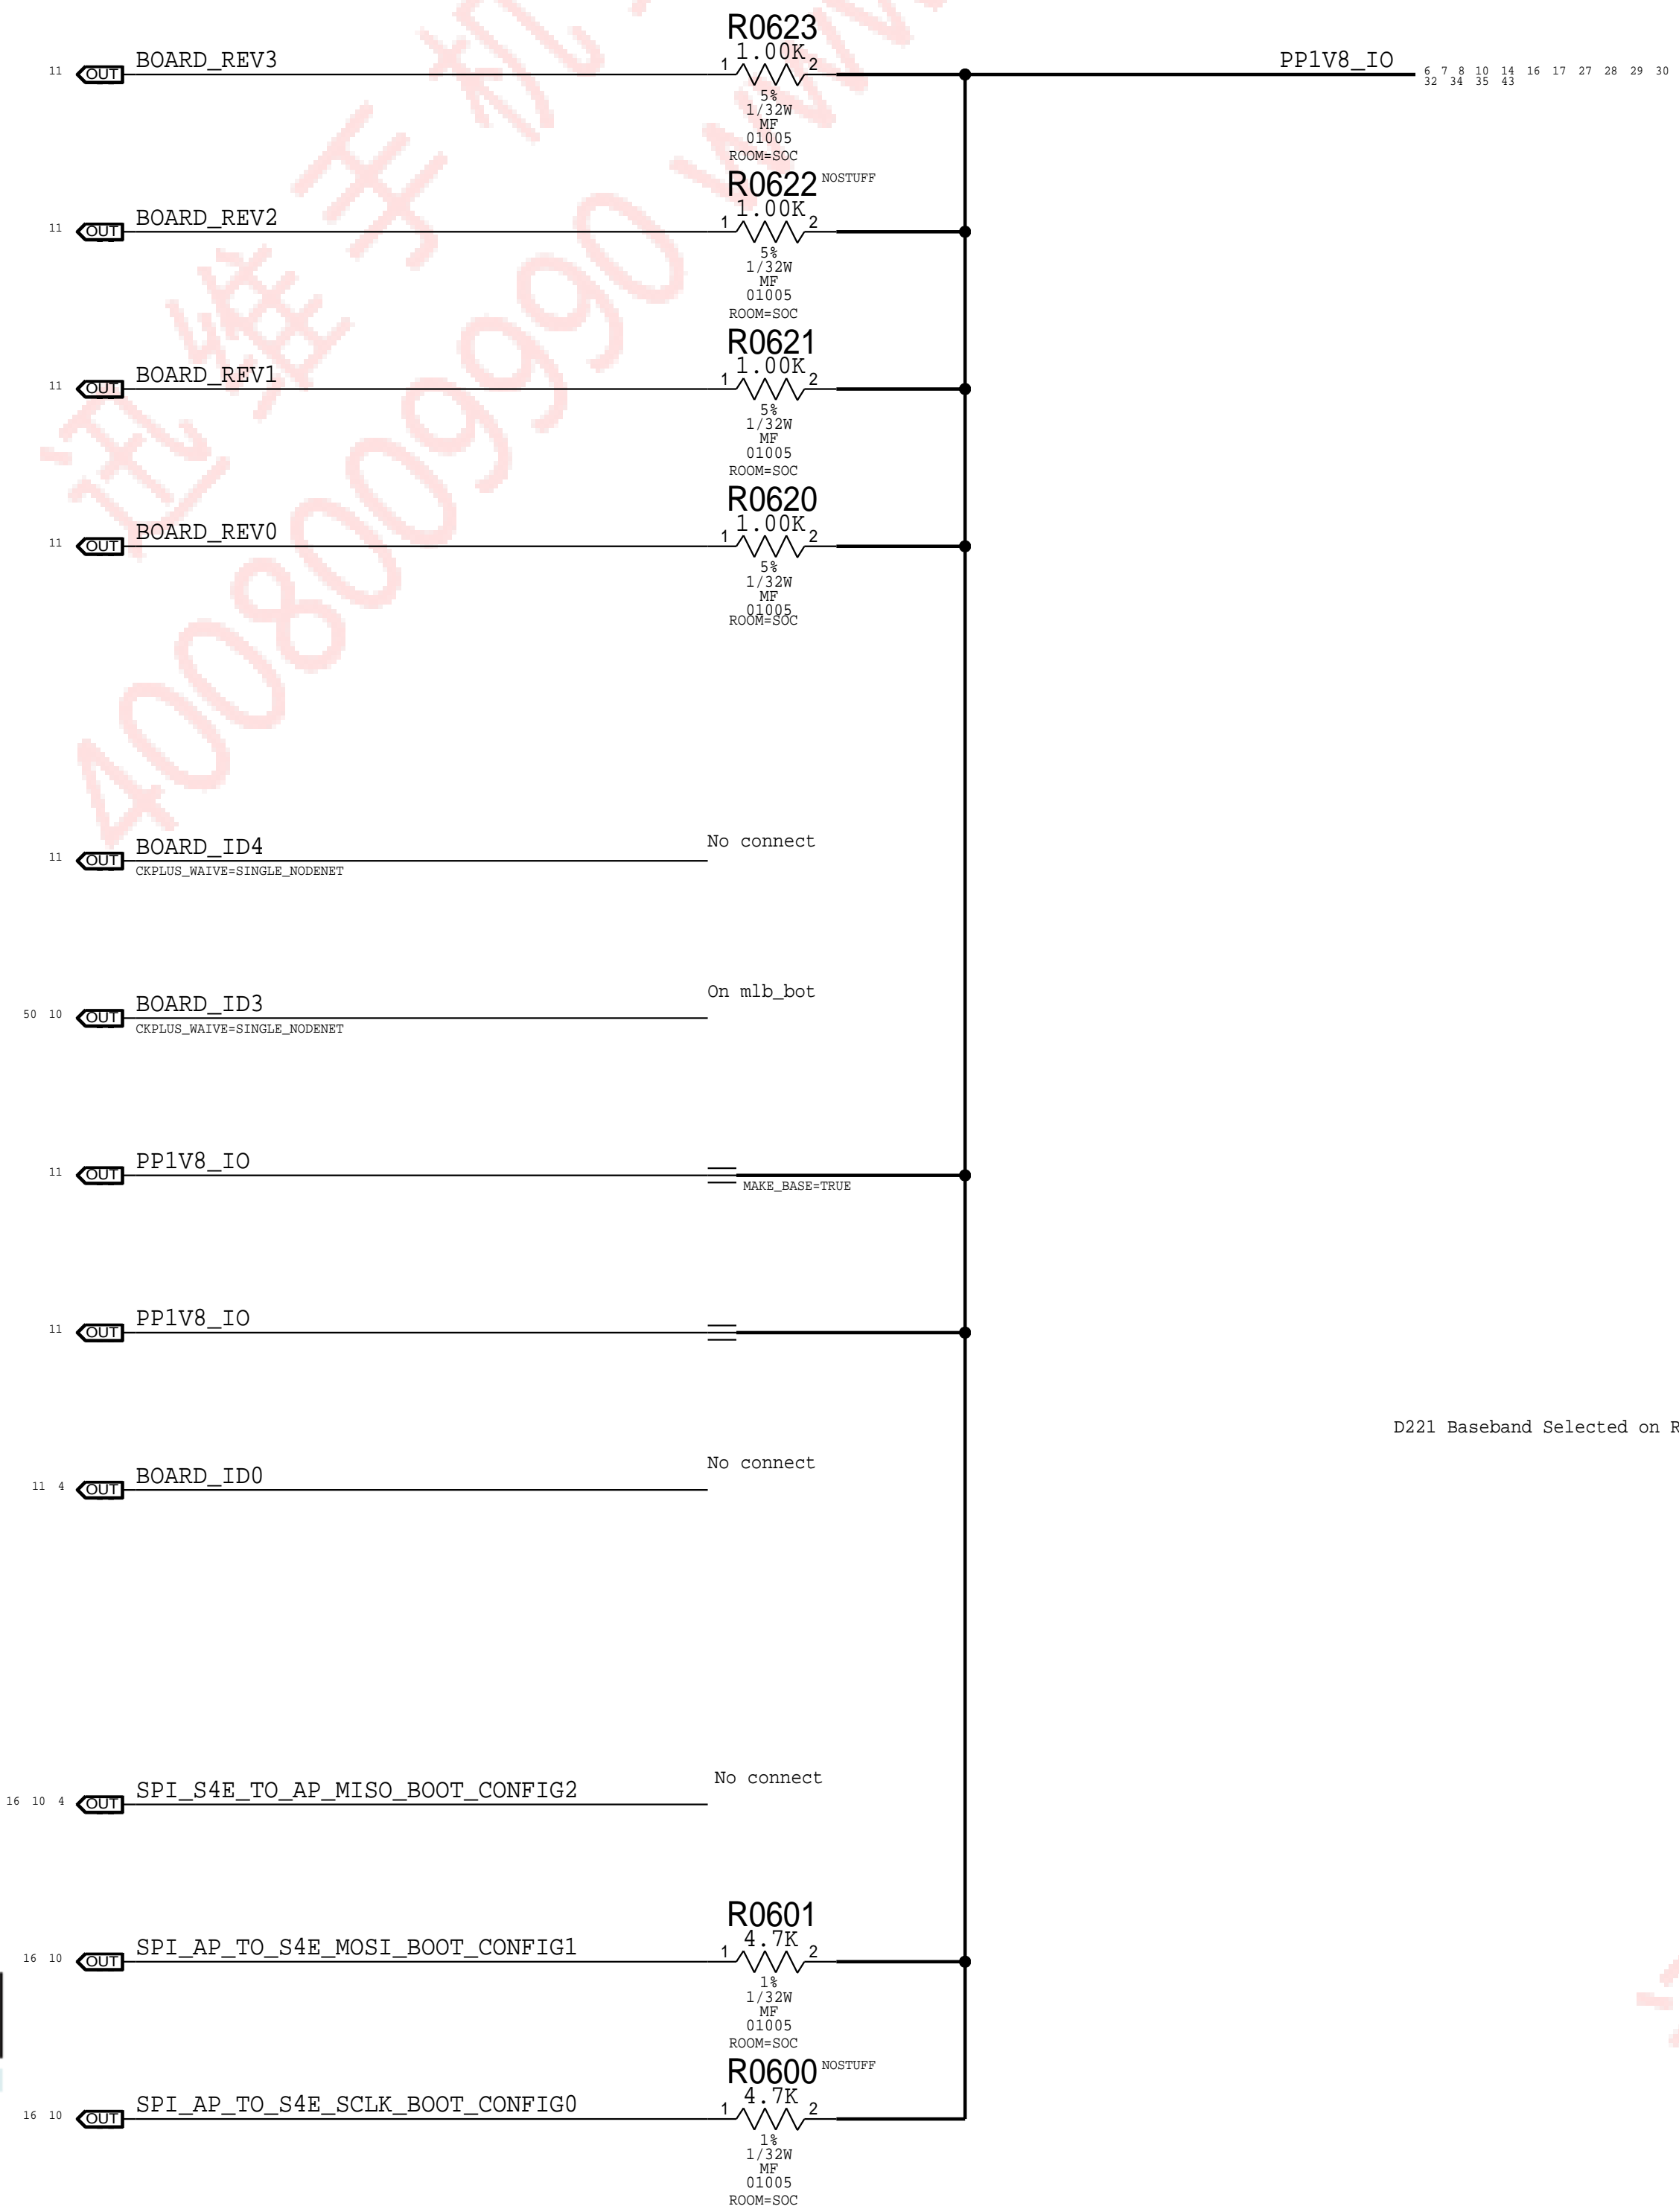 R0623
11 OUT BOARD_REV3 1 1.00K 2 PP1V8_IO 6 7 8 10 14 16 17 27 28 29 30
32 34 35 43
5%
1/32W
MF
01005
ROOM=SOC
R0622 NOSTUFF
11 OUT BOARD_REV2 1 1.00K 2
5%
1/32W
MF
01005
ROOM=SOC
R0621
11 OUT BOARD_REV1 1 1.00K 2
5%
1/32W
MF
01005
ROOM=SOC
R0620
11 OUT BOARD_REV0 1 1.00K 2
5%
1/32W
MF
01005
ROOM=SOC
11 OUT BOARD_ID4 No connect
CKPLUS_WAIVE=SINGLE_NODENET
50 10 OUT BOARD_ID3 On mlb_bot
CKPLUS_WAIVE=SINGLE_NODENET
11 OUT PP1V8_IO
MAKE_BASE=TRUE
11 OUT PP1V8_IO
D221 Baseband Selected on R
11 4 OUT BOARD_ID0 No connect
16 10 4 OUT SPI_S4E_TO_AP_MISO_BOOT_CONFIG2 No connect
R0601
16 10 OUT SPI_AP_TO_S4E_MOSI_BOOT_CONFIG1 1 4.7K 2
1%
1/32W
MF
01005
ROOM=SOC
R0600 NOSTUFF
16 10 OUT SPI_AP_TO_S4E_SCLK_BOOT_CONFIG0 1 4.7K 2
1%
1/32W
MF
01005
ROOM=SOC
迅维手机
4008009990 www